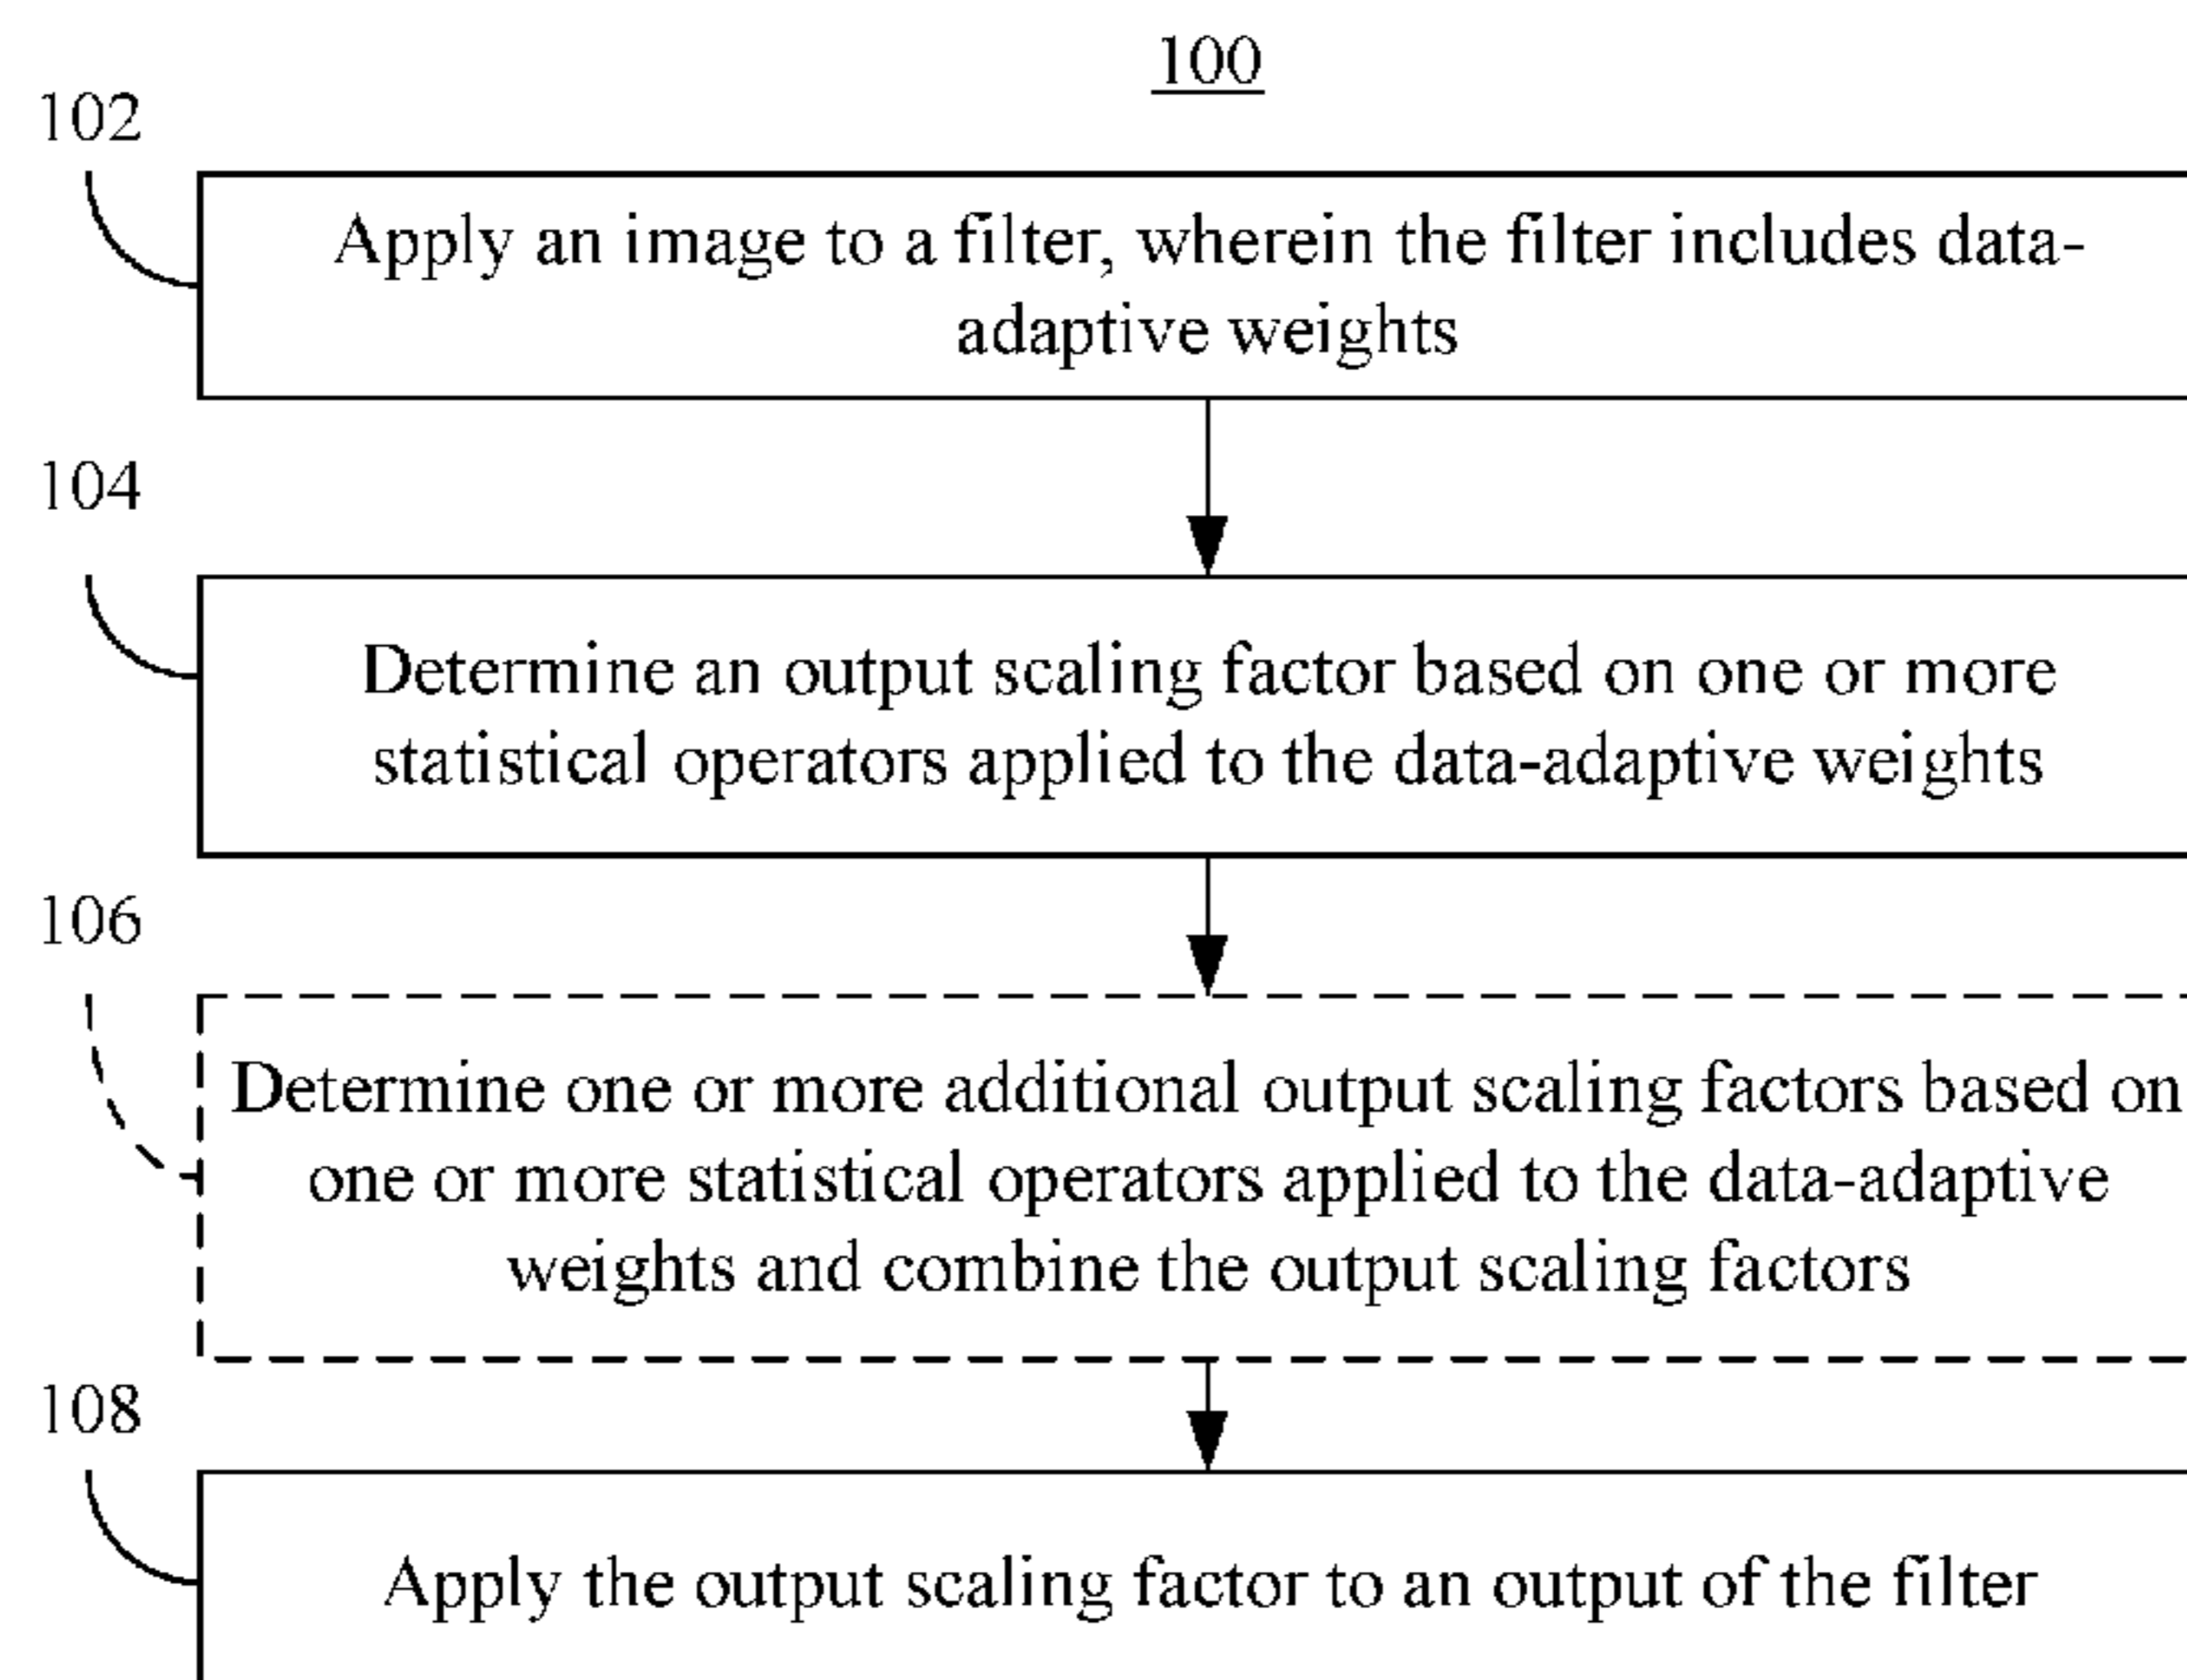 100
102
Apply an image to a filter, wherein the filter includes data-
adaptive weights
104
Determine an output scaling factor based on one or more
statistical operators applied to the data-adaptive weights
106
Determine one or more additional output scaling factors based on
one or more statistical operators applied to the data-adaptive
weights and combine the output scaling factors
108
Apply the output scaling factor to an output of the filter